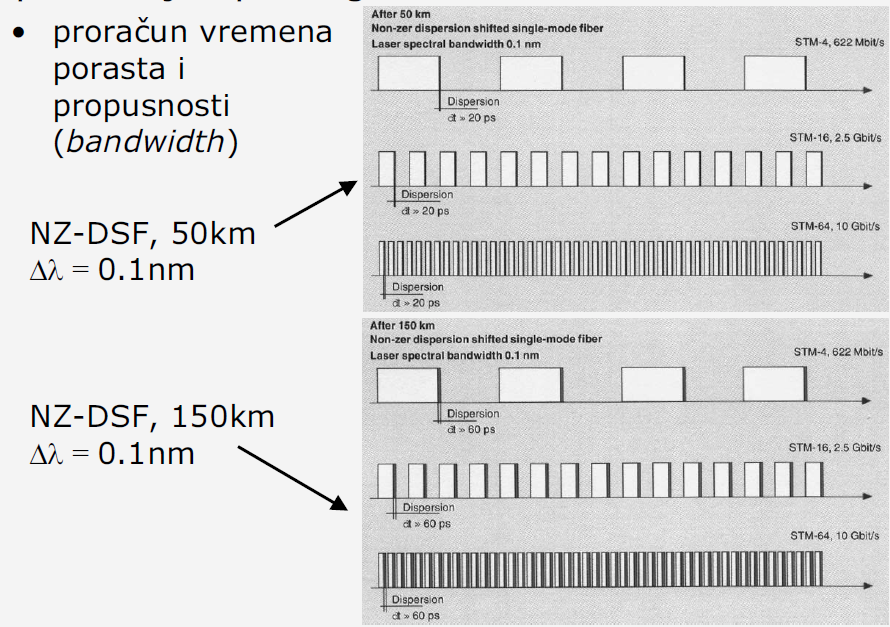 • proračun vremena
porasta i
propusnosti
(bandwidth)
NZ-DSF, 50km
Δλ = 0.1nm
NZ-DSF, 150km
Δλ = 0.1nm
After 50 km
Non-zer dispersion shifted single-mode fiber
Laser spectral bandwidth 0.1 nm
STM-4, 622 Mbit/s
Dispersion
dt » 20 ps
STM-16, 2.5 Gbit/s
Dispersion
dt » 20 ps
STM-64, 10 Gbit/s
Dispersion
dt » 20 ps
After 150 km
Non-zer dispersion shifted single-mode fiber
Laser spectral bandwidth 0.1 nm
STM-4, 622 Mbit/s
Dispersion
dt » 60 ps
STM-16, 2.5 Gbit/s
Dispersion
dt » 60 ps
STM-64, 10 Gbit/s
Dispersion
dt » 60 ps